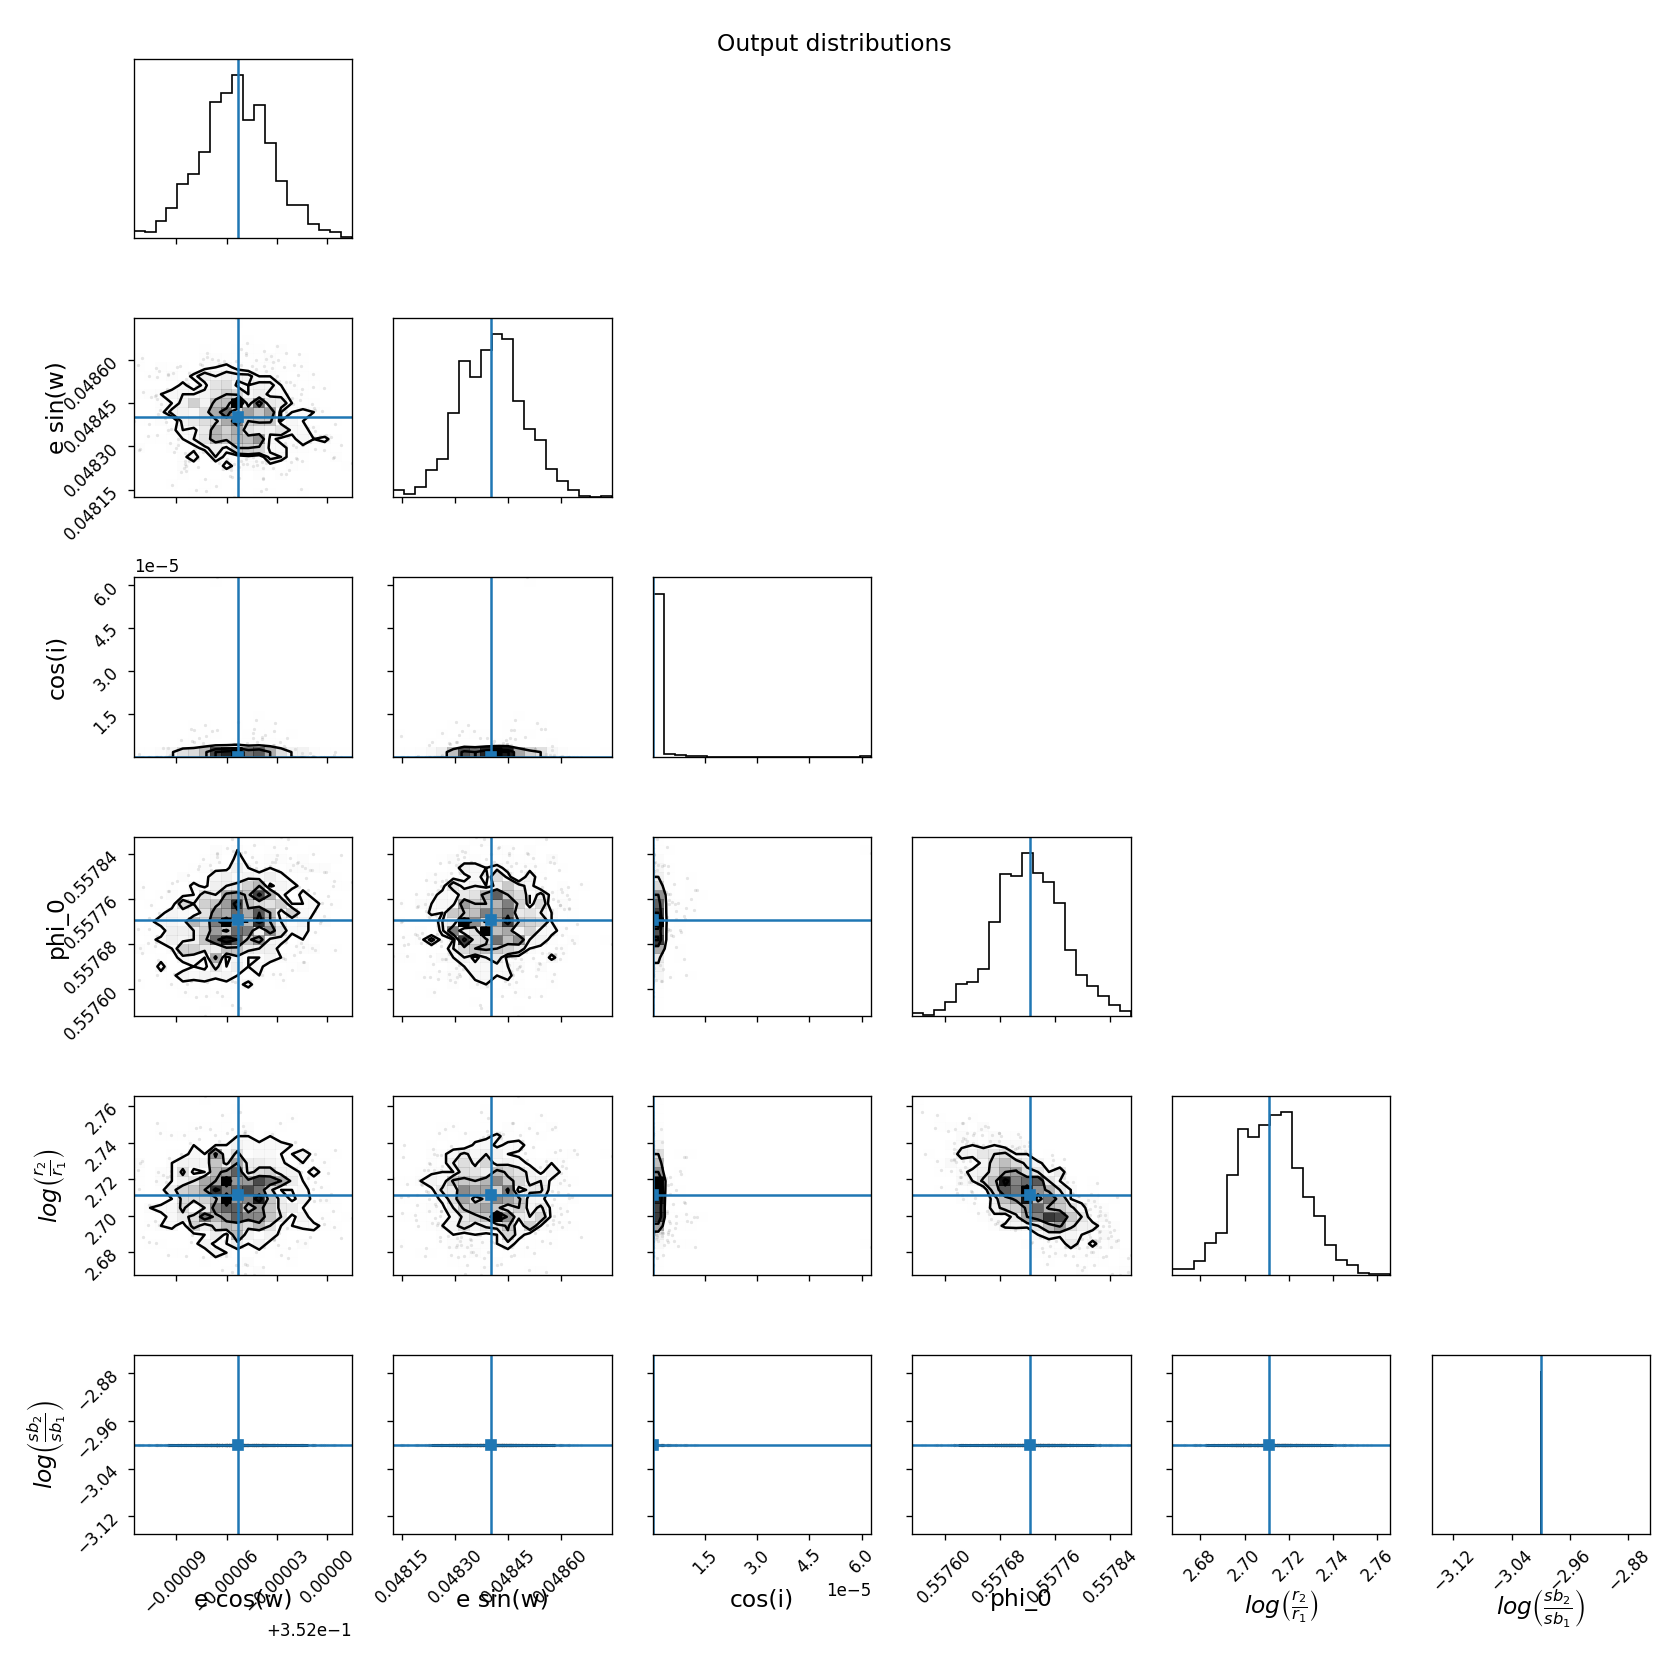 Output distributions
e sin(w)
0.04860
0.04845
0.04830
0.04815
1e−5
cos(i)
6.0
4.5
3.0
1.5
phi_0
0.55784
0.55776
0.55768
0.55760
log(r₂/r₁)
2.76
2.74
2.72
2.70
2.68
log(sb₂/sb₁)
−2.88
−2.96
−3.04
−3.12
−0.00009 −0.00006 −0.00003 0.00000
e cos(w)
+3.52e−1
0.04815 0.04830 0.04845 0.04860
e sin(w)
1.5 3.0 4.5 6.0
1e−5
cos(i)
0.55760 0.55768 0.55776 0.55784
phi_0
2.68 2.70 2.72 2.74 2.76
log(r₂/r₁)
−3.12 −3.04 −2.96 −2.88
log(sb₂/sb₁)